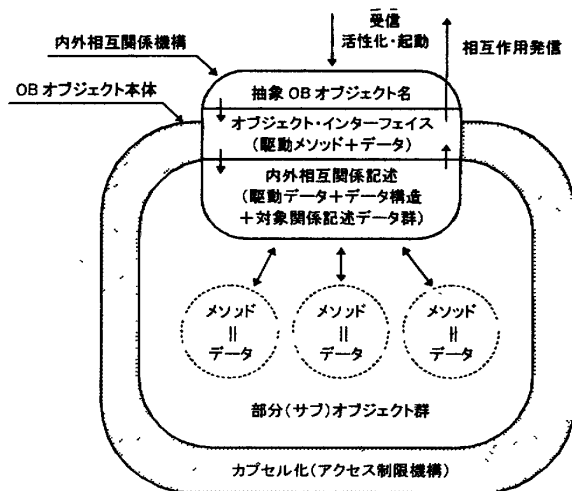 受信
活性化・起動
内外相互関係機構
相互作用発信
OBオブジェクト本体
抽象OBオブジェクト名
オブジェクト・インターフェイス
(駆動メソッド+データ)
内外相互関係記述
(駆動データ+データ構造
+対象関係記述データ群)
メソッド
||
データ
メソッド
||
データ
メソッド
データ
部分(サブ)オブジェクト群
カプセル化(アクセス制限機構)